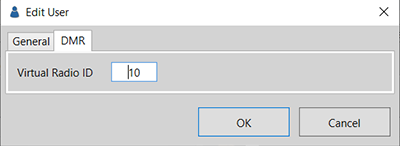 Edit User
General DMR
Virtual Radio ID 10
OK Cancel